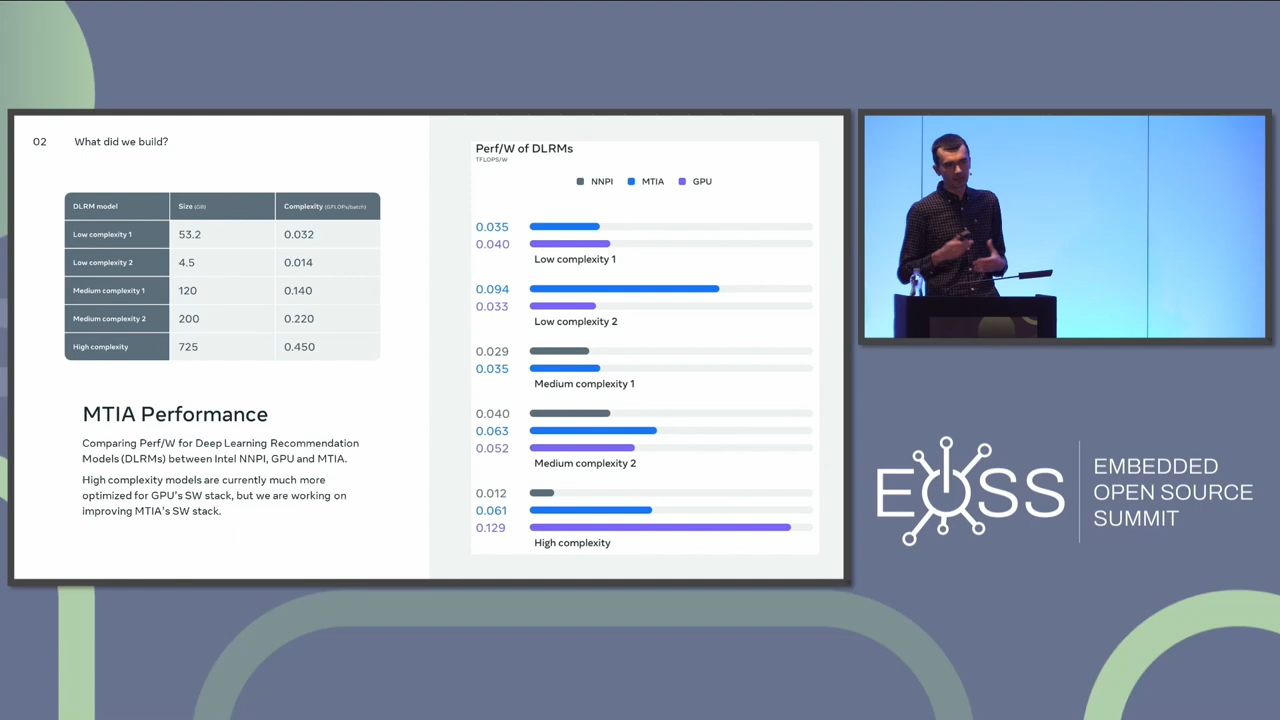 02 What did we build?
DLRM model Size (GB) Complexity (GFLOPs/batch)
Low complexity 1 53.2 0.032
Low complexity 2 4.5 0.014
Medium complexity 1 120 0.140
Medium complexity 2 200 0.220
High complexity 725 0.450
MTIA Performance
Comparing Perf/W for Deep Learning Recommendation
Models (DLRMs) between Intel NNPI, GPU and MTIA.
High complexity models are currently much more
optimized for GPU's SW stack, but we are working on
improving MTIA's SW stack.
Perf/W of DLRMs
TFLOPS/W
NNPI MTIA GPU
0.035
0.040
Low complexity 1
0.094
0.033
Low complexity 2
0.029
0.035
Medium complexity 1
0.040
0.063
0.052
Medium complexity 2
0.012
0.061
0.129
High complexity
EOSS
EMBEDDED
OPEN SOURCE
SUMMIT